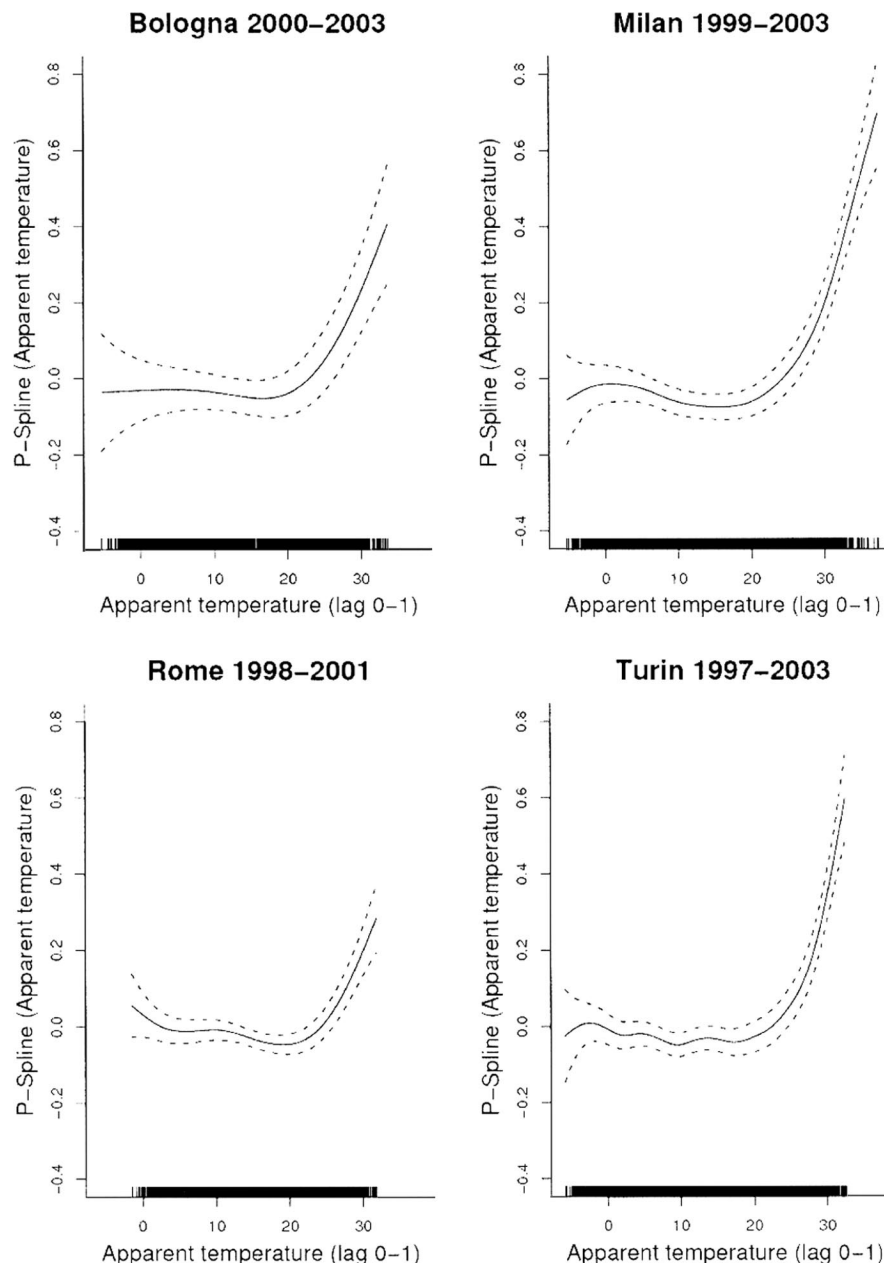 Bologna 2000–2003
P–Spline (Apparent temperature)
0.8
0.6
0.4
0.2
0.0
–0.2
–0.4
0 10 20 30
Apparent temperature (lag 0–1)
Milan 1999–2003
P–Spline (Apparent temperature)
0.8
0.6
0.4
0.2
0.0
–0.2
–0.4
0 10 20 30
Apparent temperature (lag 0–1)
Rome 1998–2001
P–Spline (Apparent temperature)
0.8
0.6
0.4
0.2
0.0
–0.2
–0.4
0 10 20 30
Apparent temperature (lag 0–1)
Turin 1997–2003
P–Spline (Apparent temperature)
0.8
0.6
0.4
0.2
0.0
–0.2
–0.4
0 10 20 30
Apparent temperature (lag 0–1)